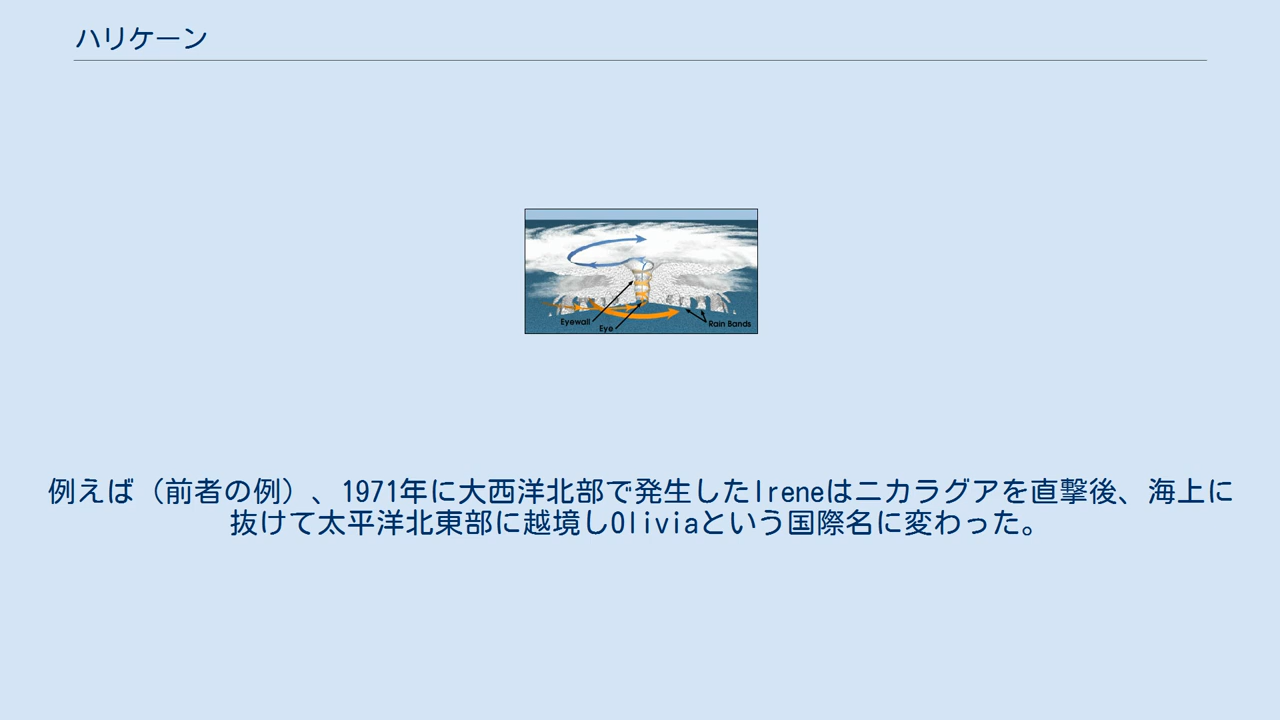 ハリケーン
Eyewall
Eye
Rain Bands
例えば（前者の例）、1971年に大西洋北部で発生したIreneはニカラグアを直撃後、海上に
抜けて太平洋北東部に越境しOliviaという国際名に変わった。